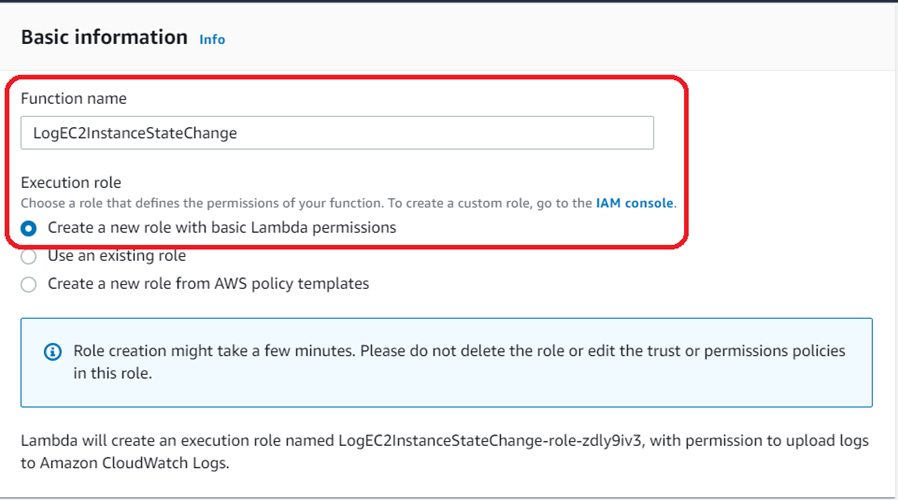 Basic information Info
Function name
LogEC2InstanceStateChange
Execution role
Choose a role that defines the permissions of your function. To create a custom role, go to the IAM console.
Create a new role with basic Lambda permissions
Use an existing role
Create a new role from AWS policy templates
Role creation might take a few minutes. Please do not delete the role or edit the trust or permissions policies
in this role.
Lambda will create an execution role named LogEC2InstanceStateChange-role-zdly9iv3, with permission to upload logs
to Amazon CloudWatch Logs.